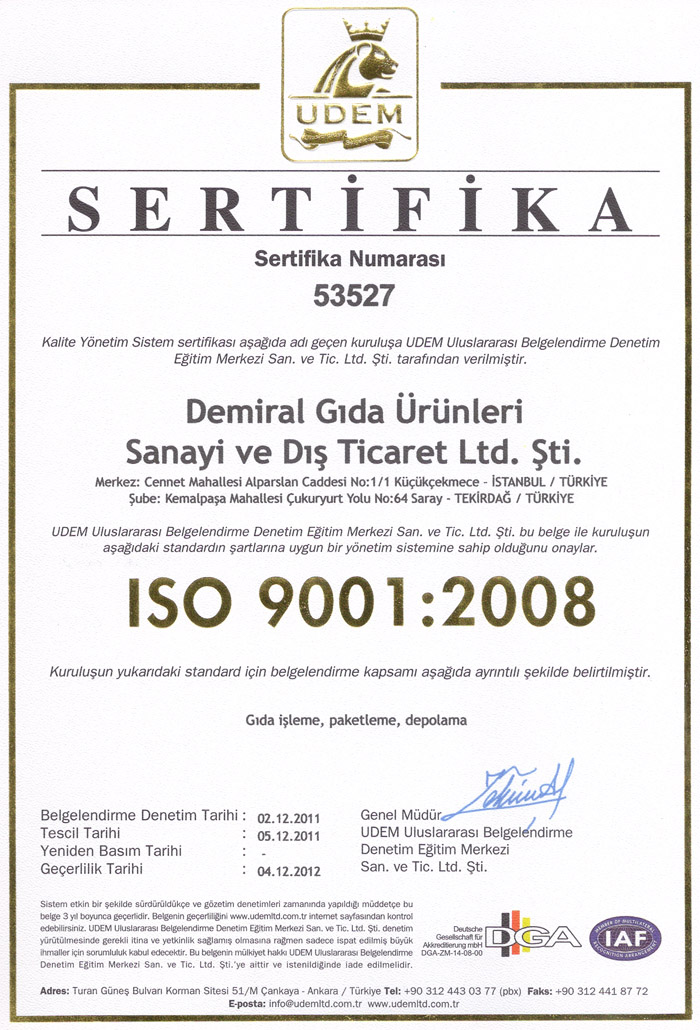 UDEM
SERTİFİKA
Sertifika Numarası
53527
Kalite Yönetim Sistem sertifikası aşağıda adı geçen kuruluşa UDEM Uluslararası Belgelendirme Denetim
Eğitim Merkezi San. ve Tic. Ltd. Şti. tarafından verilmiştir.
Demiral Gıda Ürünleri
Sanayi ve Dış Ticaret Ltd. Şti.
Merkez: Cennet Mahallesi Alparslan Caddesi No:1/1 Küçükçekmece - İSTANBUL / TÜRKİYE
Şube: Kemalpaşa Mahallesi Çukuryurt Yolu No:64 Saray - TEKİRDAĞ / TÜRKİYE
UDEM Uluslararası Belgelendirme Denetim Eğitim Merkezi San. ve Tic. Ltd. Şti. bu belge ile kuruluşun
aşağıdaki standardın şartlarına uygun bir yönetim sistemine sahip olduğunu onaylar.
ISO 9001:2008
Kuruluşun yukarıdaki standard için belgelendirme kapsamı aşağıda ayrıntılı şekilde belirtilmiştir.
Gıda işleme, paketleme, depolama
Belgelendirme Denetim Tarihi : 02.12.2011
Tescil Tarihi : 05.12.2011
Yeniden Basım Tarihi : -
Geçerlilik Tarihi : 04.12.2012
Genel Müdür
UDEM Uluslararası Belgelendirme
Denetim Eğitim Merkezi
San. ve Tic. Ltd. Şti.
Sistem etkin bir şekilde sürdürüldükçe ve gözetim denetimleri zamanında yapıldığı müddetçe bu
belge 3 yıl boyunca geçerlidir. Belgenin geçerliliğini www.udemltd.com.tr internet sayfasından kontrol
edebilirsiniz. UDEM Uluslararası Belgelendirme Denetim Eğitim Merkezi San. ve Tic. Ltd. Şti. denetim
yürütülmesinde gerekli itina ve yetkinlik sağlamış olmasına rağmen sadece ispat edilmiş büyük
ihmaller için sorumluluk kabul edecektir. Bu belgenin mülkiyet hakkı UDEM Uluslararası Belgelendirme
Denetim Eğitim Merkezi San. ve Tic. Ltd. Şti.'ye aittir ve istenildiğinde iade edilmelidir.
Deutsche
Gesellschaft für
Akkreditierung mbH
DGA-ZM-14-08-00
DGA
MEMBER OF MULTILATERAL
IAF
RECOGNITION ARRANGEMENT
Adres: Turan Güneş Bulvarı Korman Sitesi 51/M Çankaya - Ankara / Türkiye Tel: +90 312 443 03 77 (pbx) Faks: +90 312 441 87 72
E-posta: info@udemltd.com.tr www.udemltd.com.tr